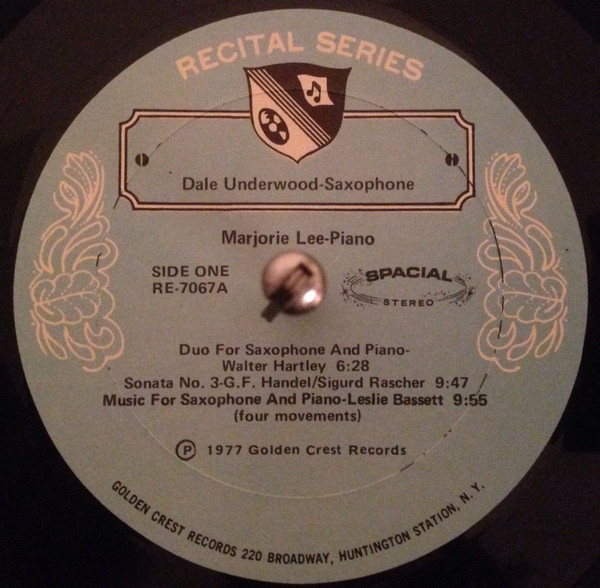 RECITAL SERIES
Dale Underwood-Saxophone
Marjorie Lee-Piano
SIDE ONE
RE-7067A
SPACIAL
STEREO
Duo For Saxophone And Piano-
Walter Hartley 6:28
Sonata No. 3-G.F. Handel/Sigurd Rascher 9:47
Music For Saxophone And Piano-Leslie Bassett 9:55
(four movements)
Ⓟ 1977 Golden Crest Records
GOLDEN CREST RECORDS 220 BROADWAY, HUNTINGTON STATION, N. Y.